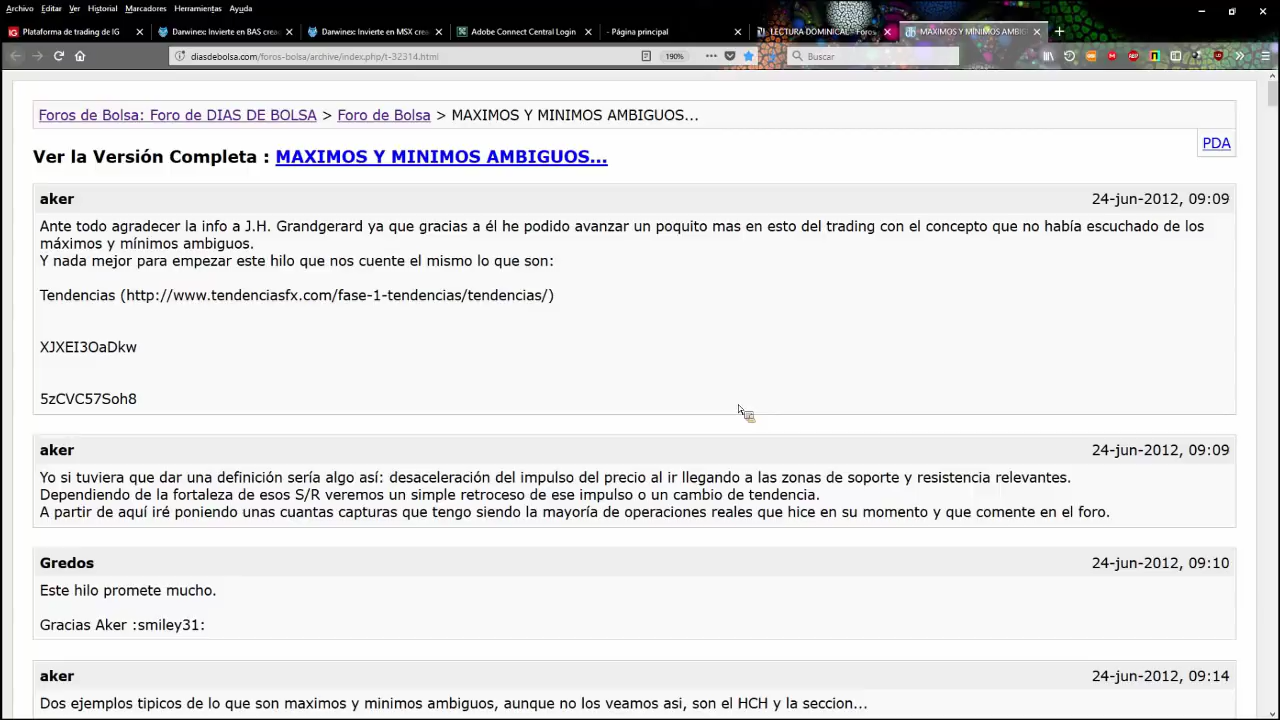 Archivo Editar Ver Historial Marcadores Herramientas Ayuda
Plataforma de trading de IG
Darwinex: Invierte en BAS crea
Darwinex: Invierte en MSX crea
Adobe Connect Central Login
- Página principal
LECTURA DOMINICAL - Foros
MAXIMOS Y MINIMOS AMBIG
diasdebolsa.com/foros-bolsa/archive/index.php/t-32314.html
190%
Buscar
Foros de Bolsa: Foro de DIAS DE BOLSA > Foro de Bolsa > MAXIMOS Y MINIMOS AMBIGUOS...
PDA
Ver la Versión Completa : MAXIMOS Y MINIMOS AMBIGUOS...
aker 24-jun-2012, 09:09
Ante todo agradecer la info a J.H. Grandgerard ya que gracias a él he podido avanzar un poquito mas en esto del trading con el concepto que no había escuchado de los
máximos y mínimos ambiguos.
Y nada mejor para empezar este hilo que nos cuente el mismo lo que son:
Tendencias (http://www.tendenciasfx.com/fase-1-tendencias/tendencias/)
XJXEI3OaDkw
5zCVC57Soh8
aker 24-jun-2012, 09:09
Yo si tuviera que dar una definición sería algo así: desaceleración del impulso del precio al ir llegando a las zonas de soporte y resistencia relevantes.
Dependiendo de la fortaleza de esos S/R veremos un simple retroceso de ese impulso o un cambio de tendencia.
A partir de aquí iré poniendo unas cuantas capturas que tengo siendo la mayoría de operaciones reales que hice en su momento y que comente en el foro.
Gredos 24-jun-2012, 09:10
Este hilo promete mucho.
Gracias Aker :smiley31:
aker 24-jun-2012, 09:14
Dos ejemplos tipicos de lo que son maximos y minimos ambiguos, aunque no los veamos asi, son el HCH y la seccion...